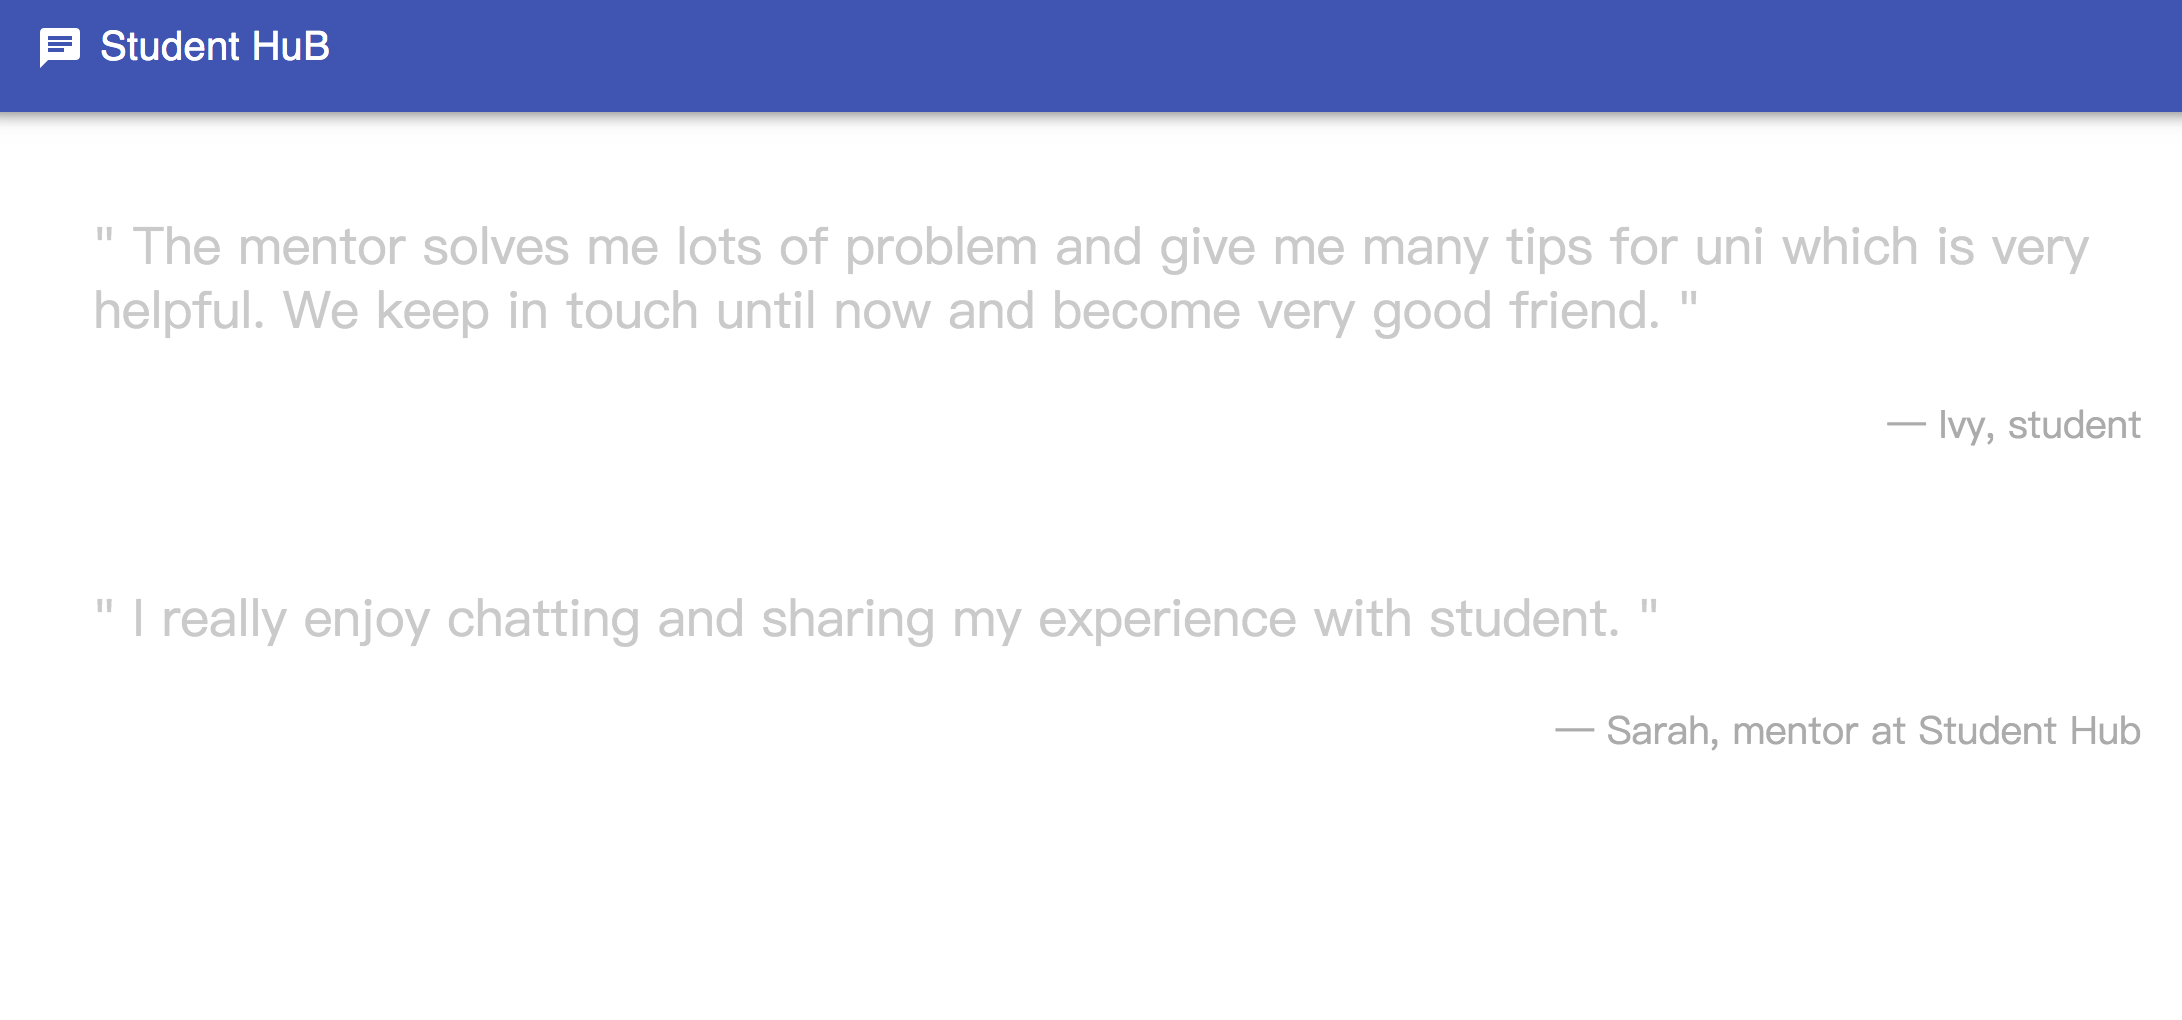 Student HuB
" The mentor solves me lots of problem and give me many tips for uni which is very
helpful. We keep in touch until now and become very good friend. "
— Ivy, student
" I really enjoy chatting and sharing my experience with student. "
— Sarah, mentor at Student Hub